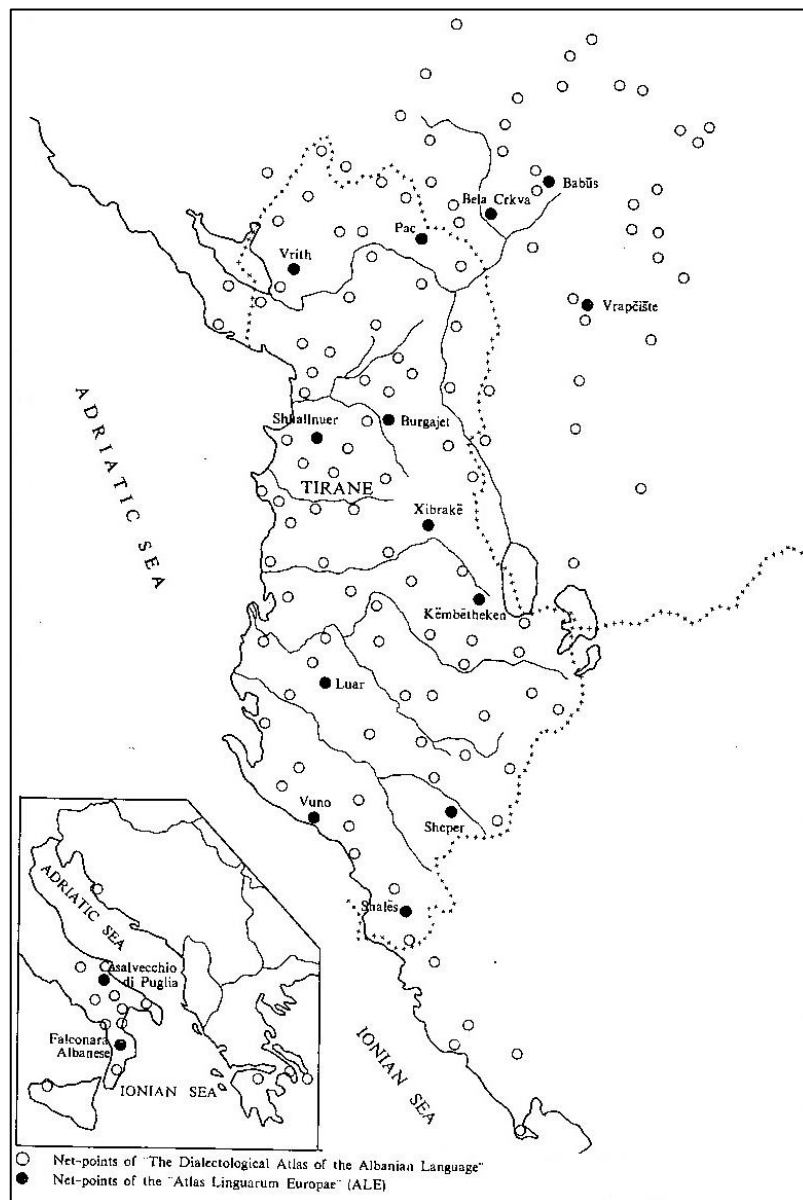 Babūs
Bela Crkva
Pac
Vrith
Vrapčište
ADRIATIC SEA
Shkallnuer
Burgajet
TIRANE
Xibrakë
Këmbëtheken
Luar
Vuno
Sheper
Shalës
IONIAN SEA
ADRIATIC SEA
Casalvecchio
di Puglia
Falconara
Albanese
IONIAN SEA
Net-points of "The Dialectological Atlas of the Albanian Language"
Net-points of the "Atlas Linguarum Europae" (ALE)